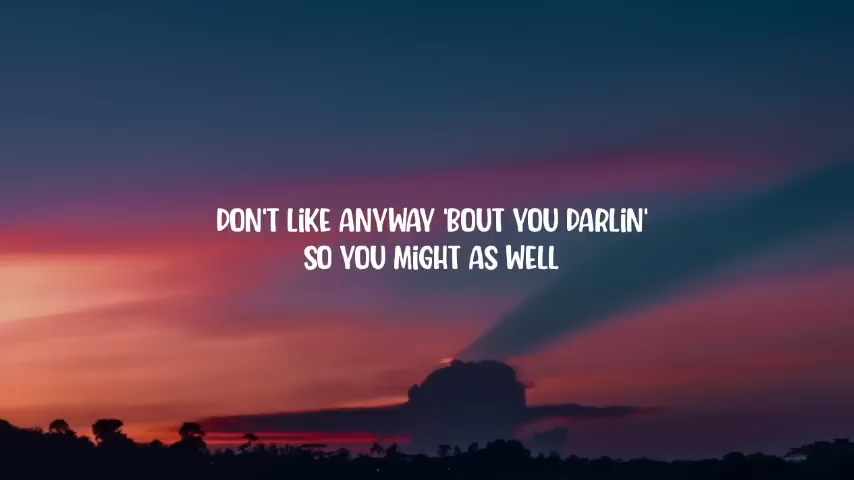 DON'T LIKE ANYWAY 'BOUT YOU DARLIN'
SO YOU MIGHT AS WELL